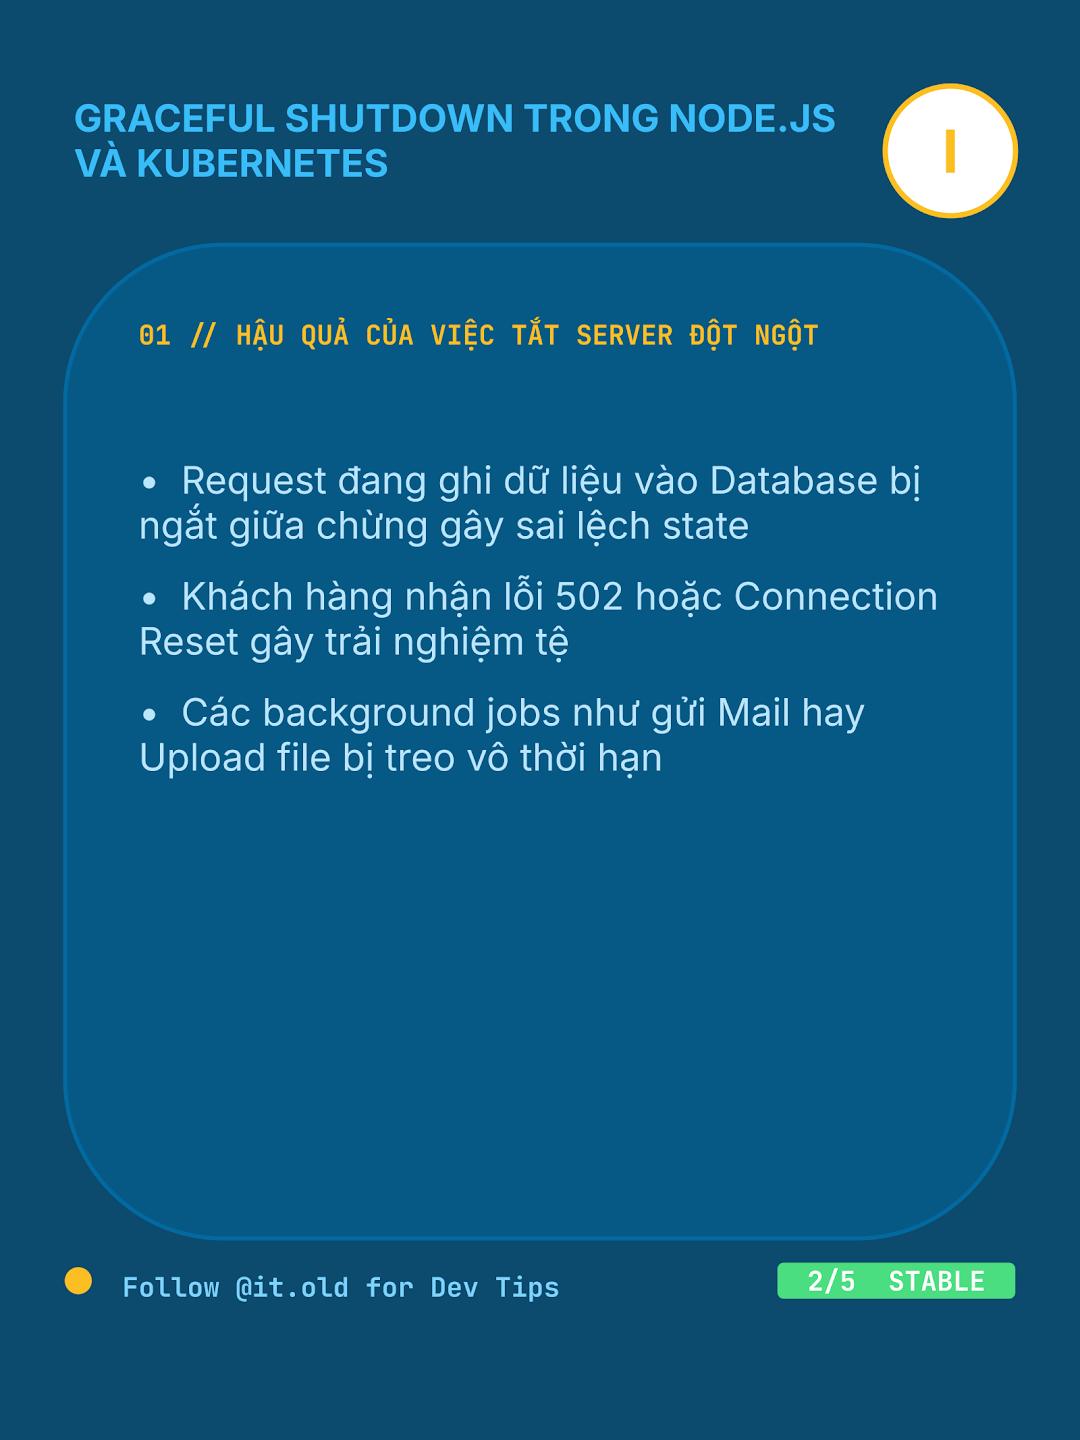 GRACEFUL SHUTDOWN TRONG NODE.JS
VÀ KUBERNETES
I
01 // HẬU QUẢ CỦA VIỆC TẮT SERVER ĐỘT NGỘT
• Request đang ghi dữ liệu vào Database bị
ngắt giữa chừng gây sai lệch state
• Khách hàng nhận lỗi 502 hoặc Connection
Reset gây trải nghiệm tệ
• Các background jobs như gửi Mail hay
Upload file bị treo vô thời hạn
Follow @it.old for Dev Tips
2/5 STABLE